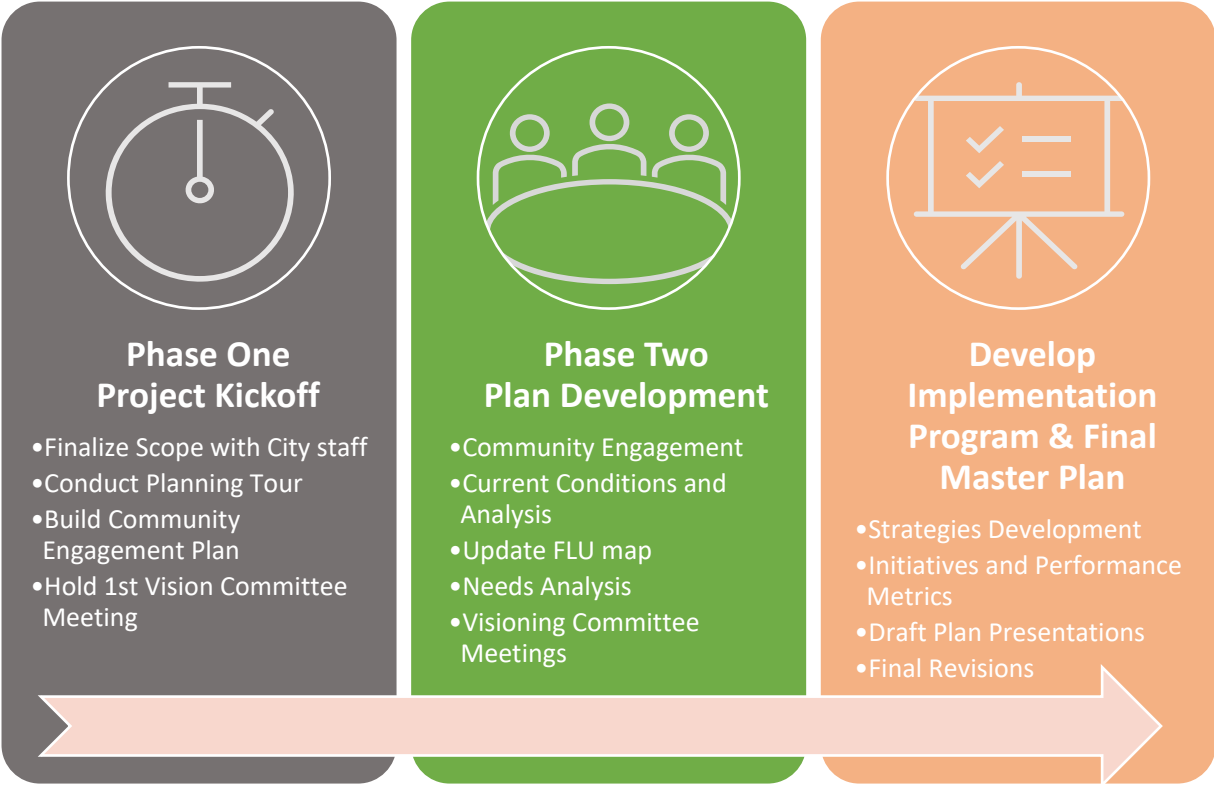 Phase One
Project Kickoff
•Finalize Scope with City staff
•Conduct Planning Tour
•Build Community
Engagement Plan
•Hold 1st Vision Committee
Meeting
Phase Two
Plan Development
•Community Engagement
•Current Conditions and
Analysis
•Update FLU map
•Needs Analysis
•Visioning Committee
Meetings
Develop
Implementation
Program & Final
Master Plan
•Strategies Development
•Initiatives and Performance
Metrics
•Draft Plan Presentations
•Final Revisions